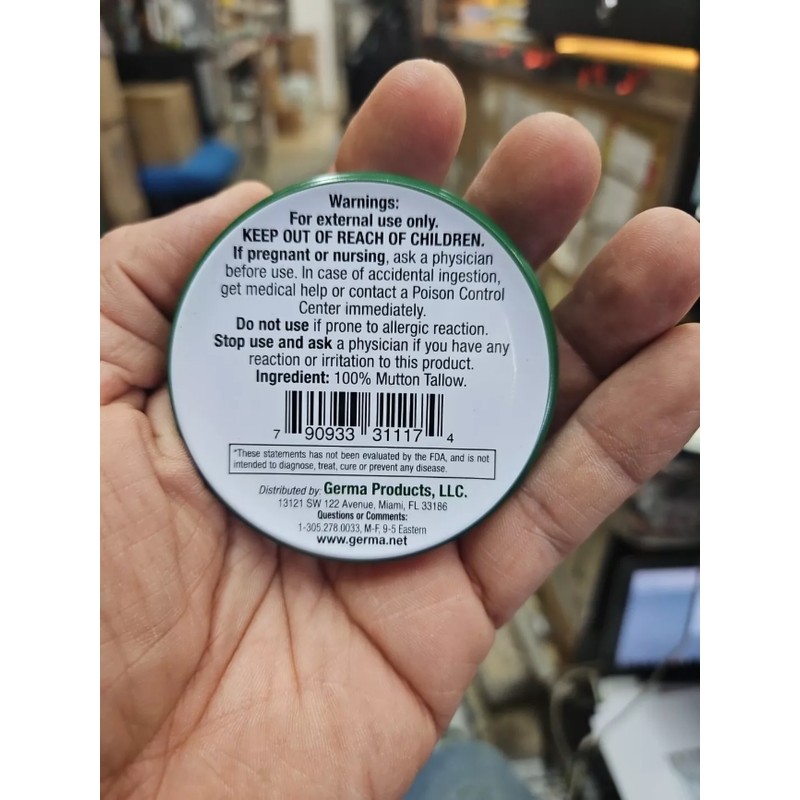 Warnings:
For external use only.
KEEP OUT OF REACH OF CHILDREN.
If pregnant or nursing, ask a physician
before use. In case of accidental ingestion,
get medical help or contact a Poison Control
Center immediately.
Do not use if prone to allergic reaction.
Stop use and ask a physician if you have any
reaction or irritation to this product.
Ingredient: 100% Mutton Tallow.
7 90933 31117 4
*These statements has not been evaluated by the FDA, and is not
intended to diagnose, treat, cure or prevent any disease.
Distributed by: Germa Products, LLC.
13121 SW 122 Avenue, Miami, FL 33186
Questions or Comments:
1-305.278.0033, M-F, 9-5 Eastern
www.germa.net